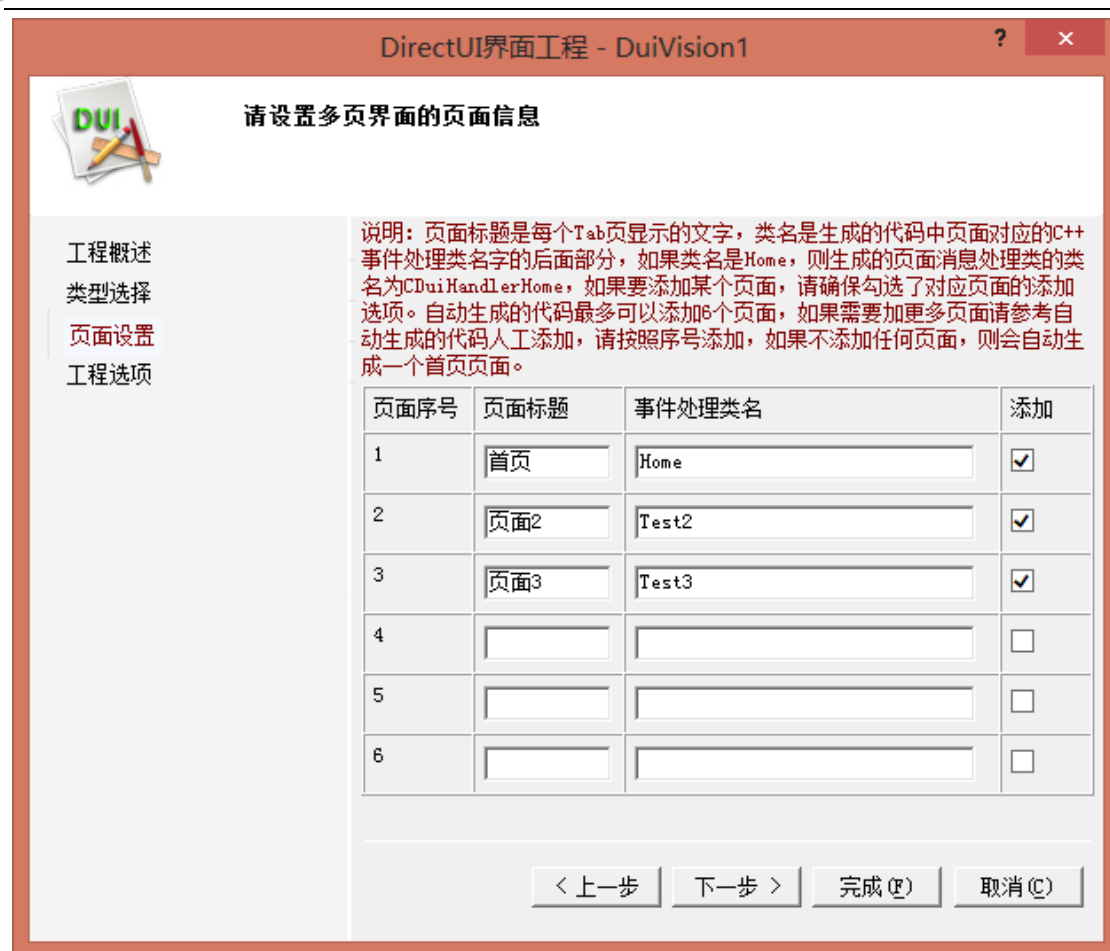 DirectUI界面工程 - DuiVision1
?
×
DUI
请设置多页界面的页面信息
工程概述
类型选择
页面设置
工程选项
说明：页面标题是每个Tab页显示的文字，类名是生成的代码中页面对应的C++
事件处理类名字的后面部分，如果类名是Home，则生成的页面消息处理类的类
名为CDuiHandlerHome，如果要添加某个页面，请确保勾选了对应页面的添加
选项。自动生成的代码最多可以添加6个页面，如果需要加更多页面请参考自
动生成的代码人工添加，请按照序号添加，如果不添加任何页面，则会自动生
成一个首页页面。
页面序号 页面标题 事件处理类名 添加
1 首页 Home
2 页面2 Test2
3 页面3 Test3
4
5
6
< 上一步 下一步 > 完成(F) 取消(C)